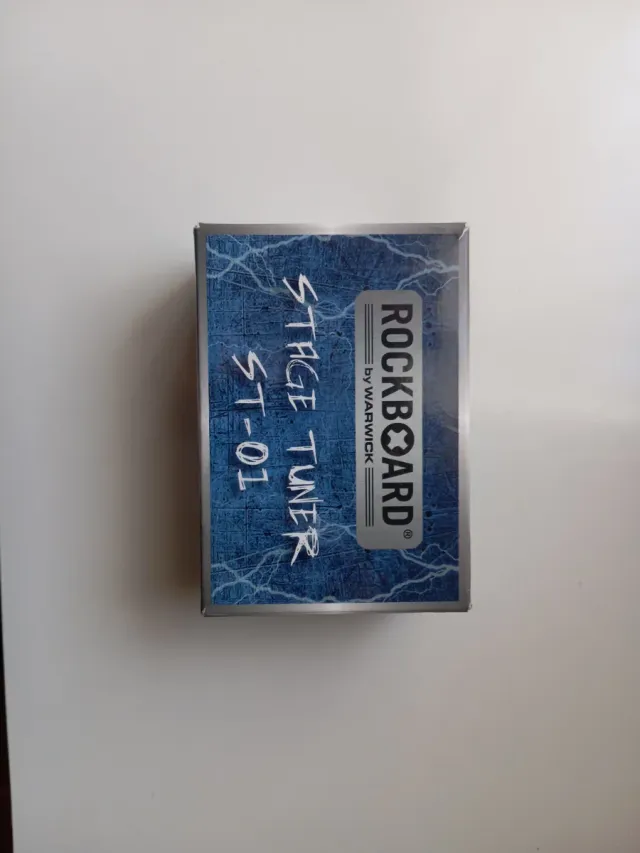 ROCKBOARD®
by WARWICK
STAGE TUNER
ST-01